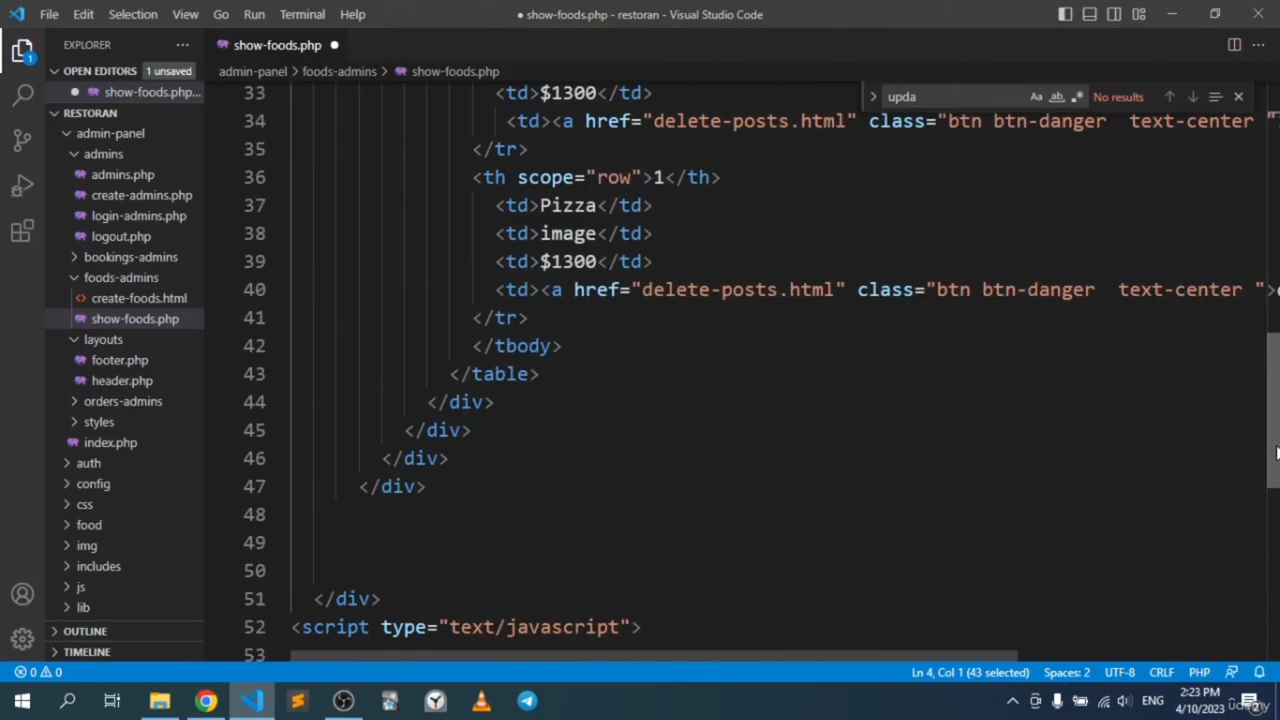 File Edit Selection View Go Run Terminal Help
● show-foods.php - restoran - Visual Studio Code
EXPLORER
show-foods.php
OPEN EDITORS 1 unsaved
admin-panel > foods-admins > show-foods.php
show-foods.php...
upda
Aa ab .*
No results
RESTORAN
admin-panel
admins
admins.php
create-admins.php
login-admins.php
logout.php
bookings-admins
foods-admins
create-foods.html
show-foods.php
layouts
footer.php
header.php
orders-admins
styles
index.php
auth
config
css
food
img
includes
js
lib
OUTLINE
TIMELINE
33 <td>$1300</td>
34 <td><a href="delete-posts.html" class="btn btn-danger  text-center "
35 </tr>
36 <th scope="row">1</th>
37 <td>Pizza</td>
38 <td>image</td>
39 <td>$1300</td>
40 <td><a href="delete-posts.html" class="btn btn-danger  text-center ">
41 </tr>
42 </tbody>
43 </table>
44 </div>
45 </div>
46 </div>
47 </div>
48
49
50
51 </div>
52 <script type="text/javascript">
53
0 0
Ln 4, Col 1 (43 selected) Spaces: 2 UTF-8 CRLF PHP
1
ENG
2:23 PM
4/10/2023
2
udemy